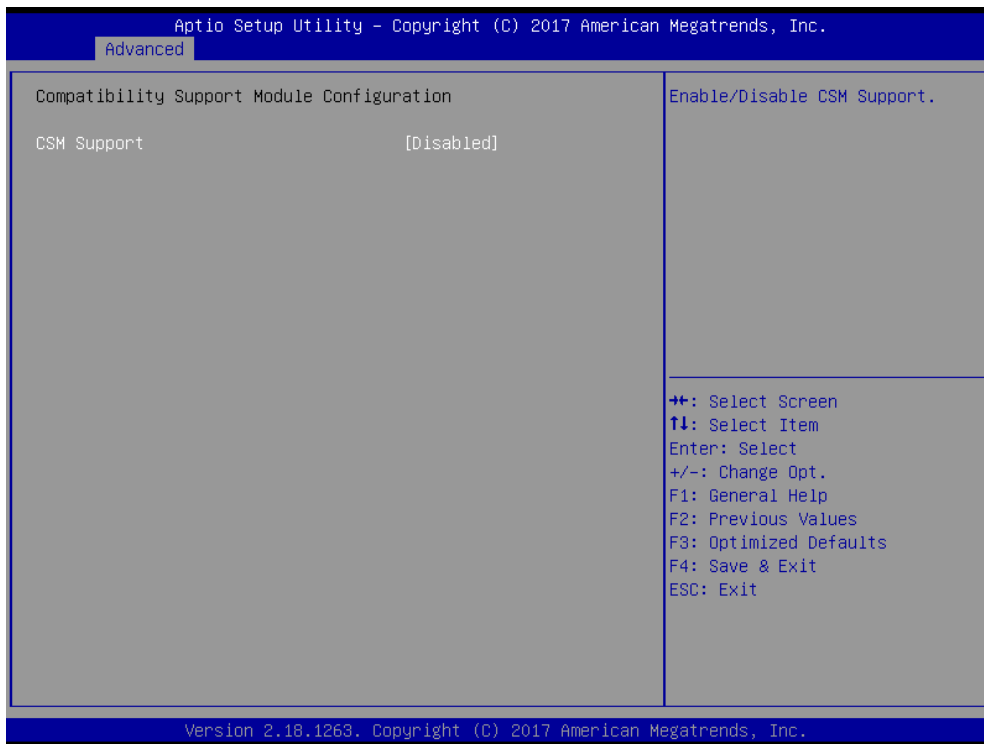 Aptio Setup Utility – Copyright (C) 2017 American Megatrends, Inc.
Advanced
Compatibility Support Module Configuration
CSM Support [Disabled]
Enable/Disable CSM Support.
→←: Select Screen
↑↓: Select Item
Enter: Select
+/-: Change Opt.
F1: General Help
F2: Previous Values
F3: Optimized Defaults
F4: Save & Exit
ESC: Exit
Version 2.18.1263. Copyright (C) 2017 American Megatrends, Inc.